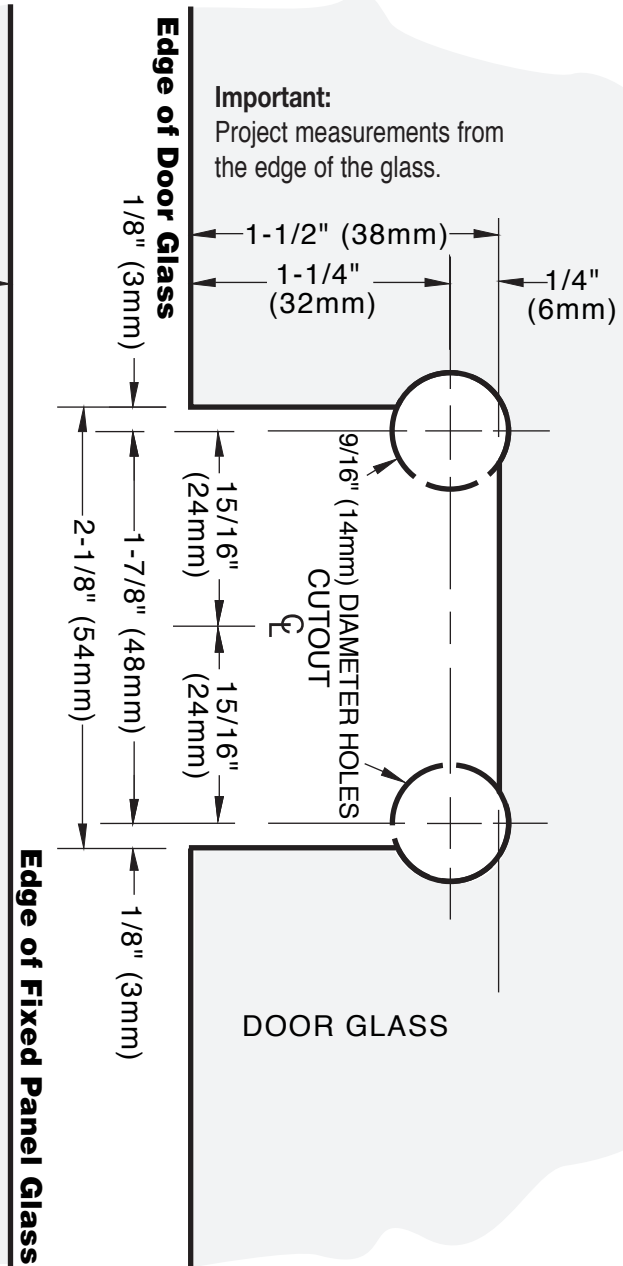 Edge of Door Glass
Important:
Project measurements from
the edge of the glass.
1/8" (3mm)
1-1/2" (38mm)
1-1/4"
(32mm)
1/4"
(6mm)
2-1/8" (54mm)
1-7/8" (48mm)
15/16"
(24mm)
15/16"
(24mm)
CL
9/16" (14mm) DIAMETER HOLES
CUTOUT
1/8" (3mm)
DOOR GLASS
Edge of Fixed Panel Glass